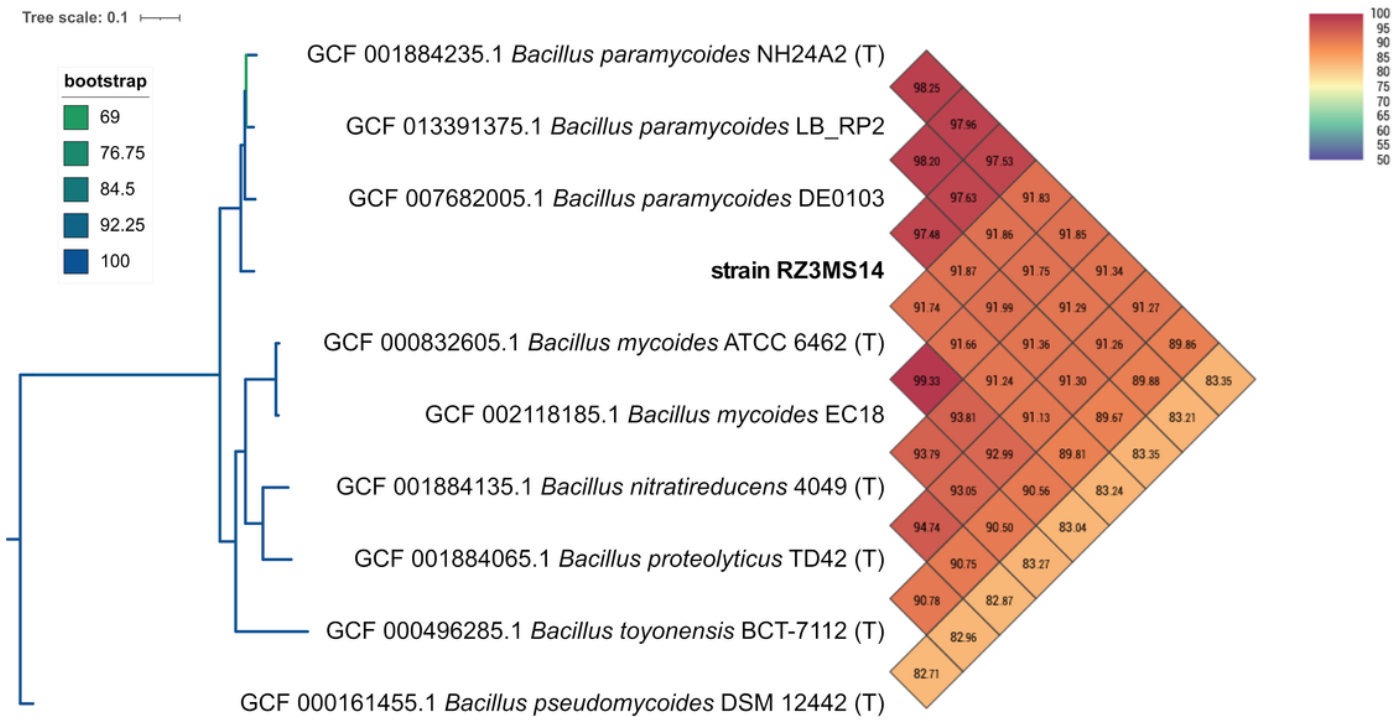 Tree scale: 0.1
bootstrap
69
76.75
84.5
92.25
100
GCF 001884235.1 Bacillus paramycoides NH24A2 (T)
GCF 013391375.1 Bacillus paramycoides LB_RP2
GCF 007682005.1 Bacillus paramycoides DE0103
strain RZ3MS14
GCF 000832605.1 Bacillus mycoides ATCC 6462 (T)
GCF 002118185.1 Bacillus mycoides EC18
GCF 001884135.1 Bacillus nitratireducens 4049 (T)
GCF 001884065.1 Bacillus proteolyticus TD42 (T)
GCF 000496285.1 Bacillus toyonensis BCT-7112 (T)
GCF 000161455.1 Bacillus pseudomycoides DSM 12442 (T)
98.25
97.96
98.20 97.53
97.63 91.83
97.48 91.86 91.85
91.87 91.75 91.34
91.74 91.99 91.29 91.27
91.66 91.36 91.26 89.86
99.33 91.24 91.30 89.88 83.35
93.81 91.13 89.67 83.21
93.79 92.99 89.81 83.35
93.05 90.56 83.24
94.74 90.50 83.04
90.75 83.27
90.78 82.87
82.96
82.71
100
95
90
85
80
75
70
65
60
55
50